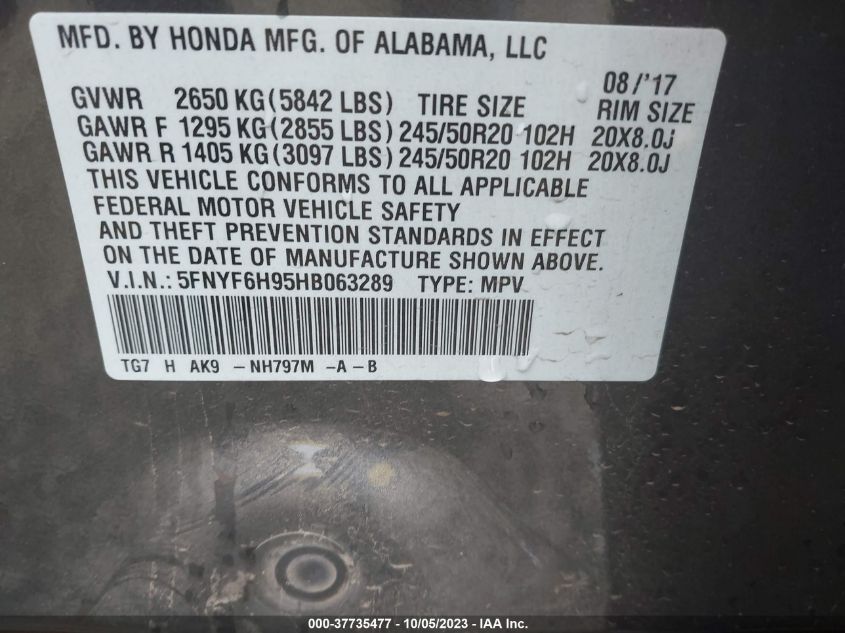 MFD. BY HONDA MFG. OF ALABAMA, LLC
08/'17
GVWR 2650 KG(5842 LBS) TIRE SIZE RIM SIZE
GAWR F 1295 KG(2855 LBS) 245/50R20 102H 20X8.0J
GAWR R 1405 KG(3097 LBS) 245/50R20 102H 20X8.0J
THIS VEHICLE CONFORMS TO ALL APPLICABLE
FEDERAL MOTOR VEHICLE SAFETY
AND THEFT PREVENTION STANDARDS IN EFFECT
ON THE DATE OF MANUFACTURE SHOWN ABOVE.
V.I.N.: 5FNYF6H95HB063289 TYPE: MPV
TG7 H AK9 -NH797M -A-B
000-37735477 - 10/05/2023 - IAA Inc.